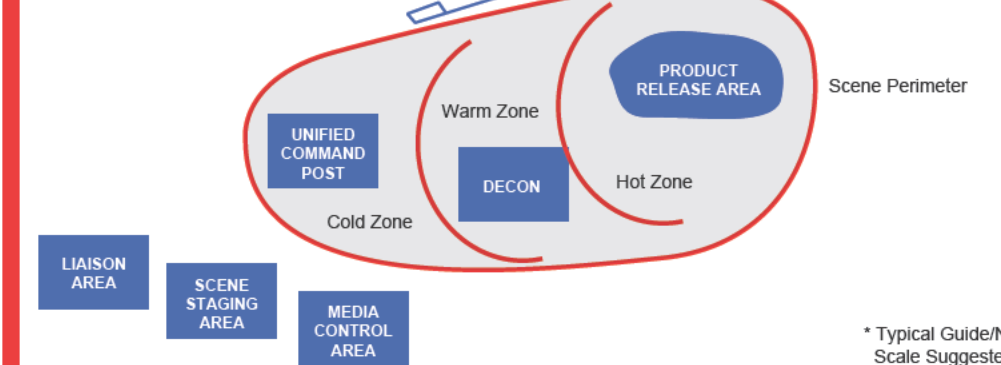 PRODUCT
RELEASE AREA
Scene Perimeter
Warm Zone
UNIFIED
COMMAND
POST
DECON
Hot Zone
Cold Zone
LIAISON
AREA
SCENE
STAGING
AREA
MEDIA
CONTROL
AREA
* Typical Guide/
Scale